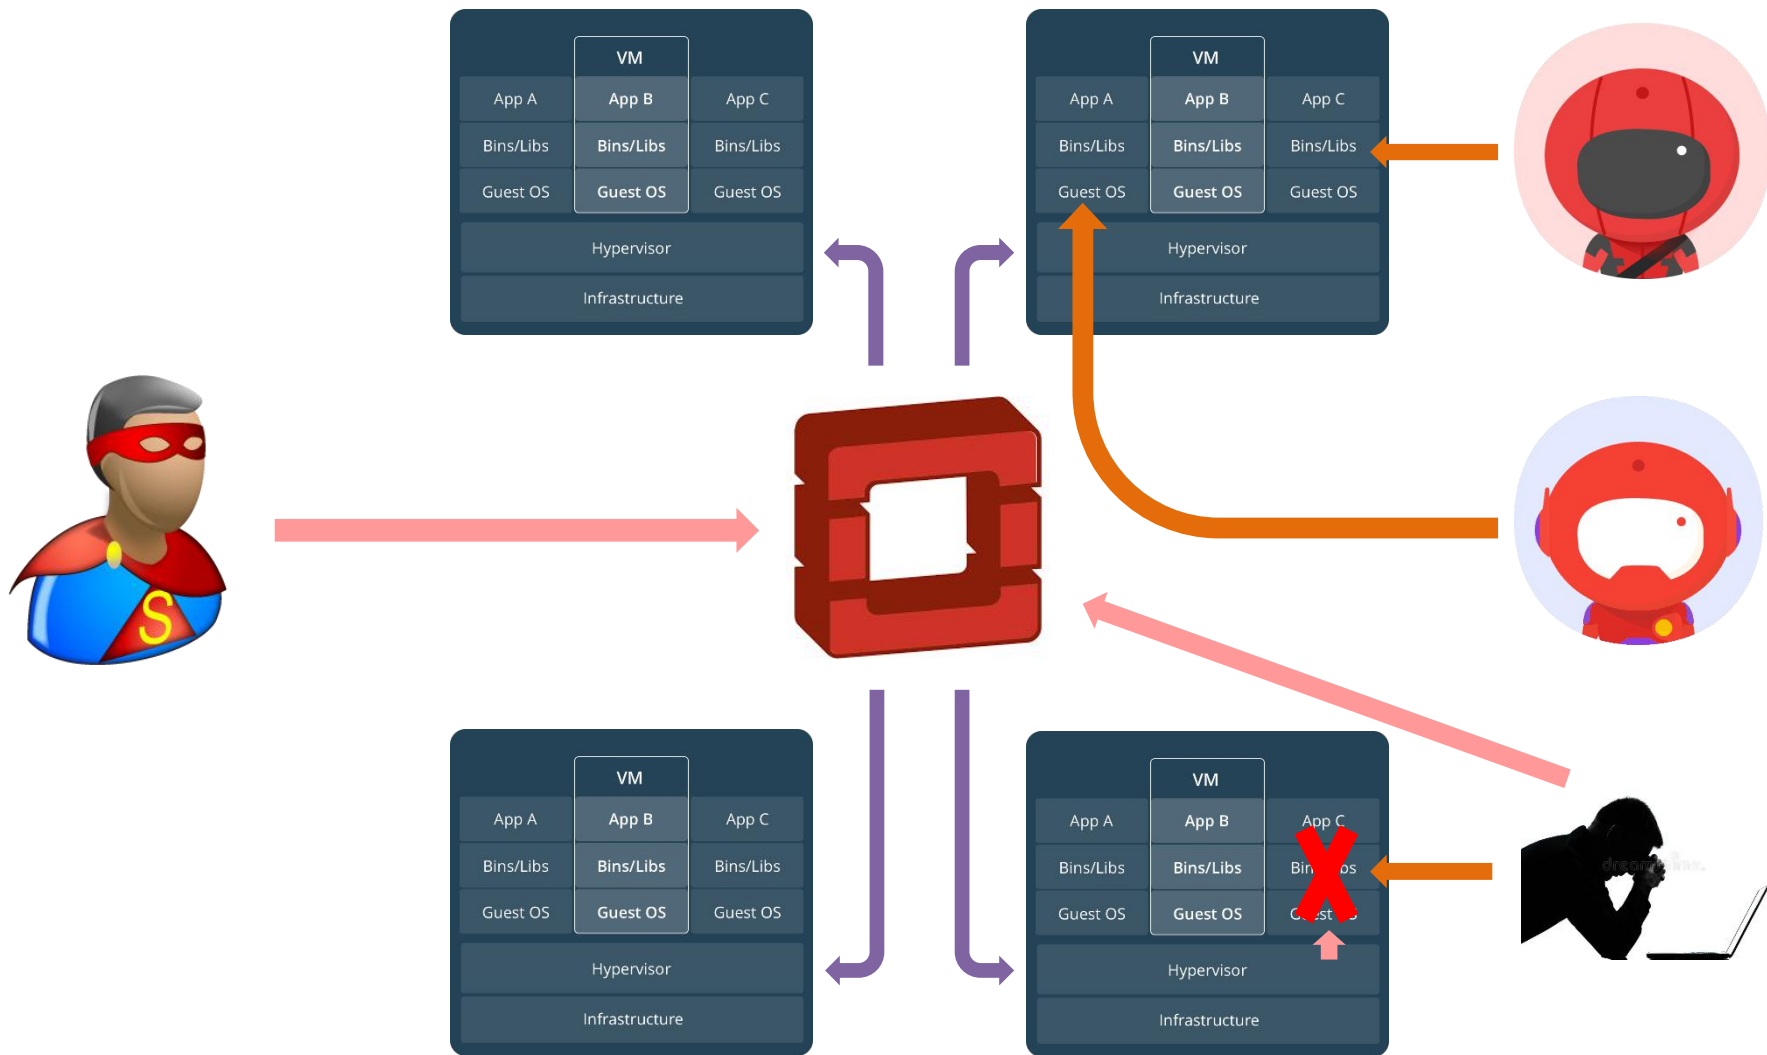 VM
App A App B App C
Bins/Libs Bins/Libs Bins/Libs
Guest OS Guest OS Guest OS
Hypervisor
Infrastructure
VM
App A App B App C
Bins/Libs Bins/Libs Bins/Libs
Guest OS Guest OS Guest OS
Hypervisor
Infrastructure
S
VM
App A App B App C
Bins/Libs Bins/Libs Bins/Libs
Guest OS Guest OS Guest OS
Hypervisor
Infrastructure
VM
App A App B App C
Bins/Libs Bins/Libs
Guest OS Guest OS
Hypervisor
Infrastructure